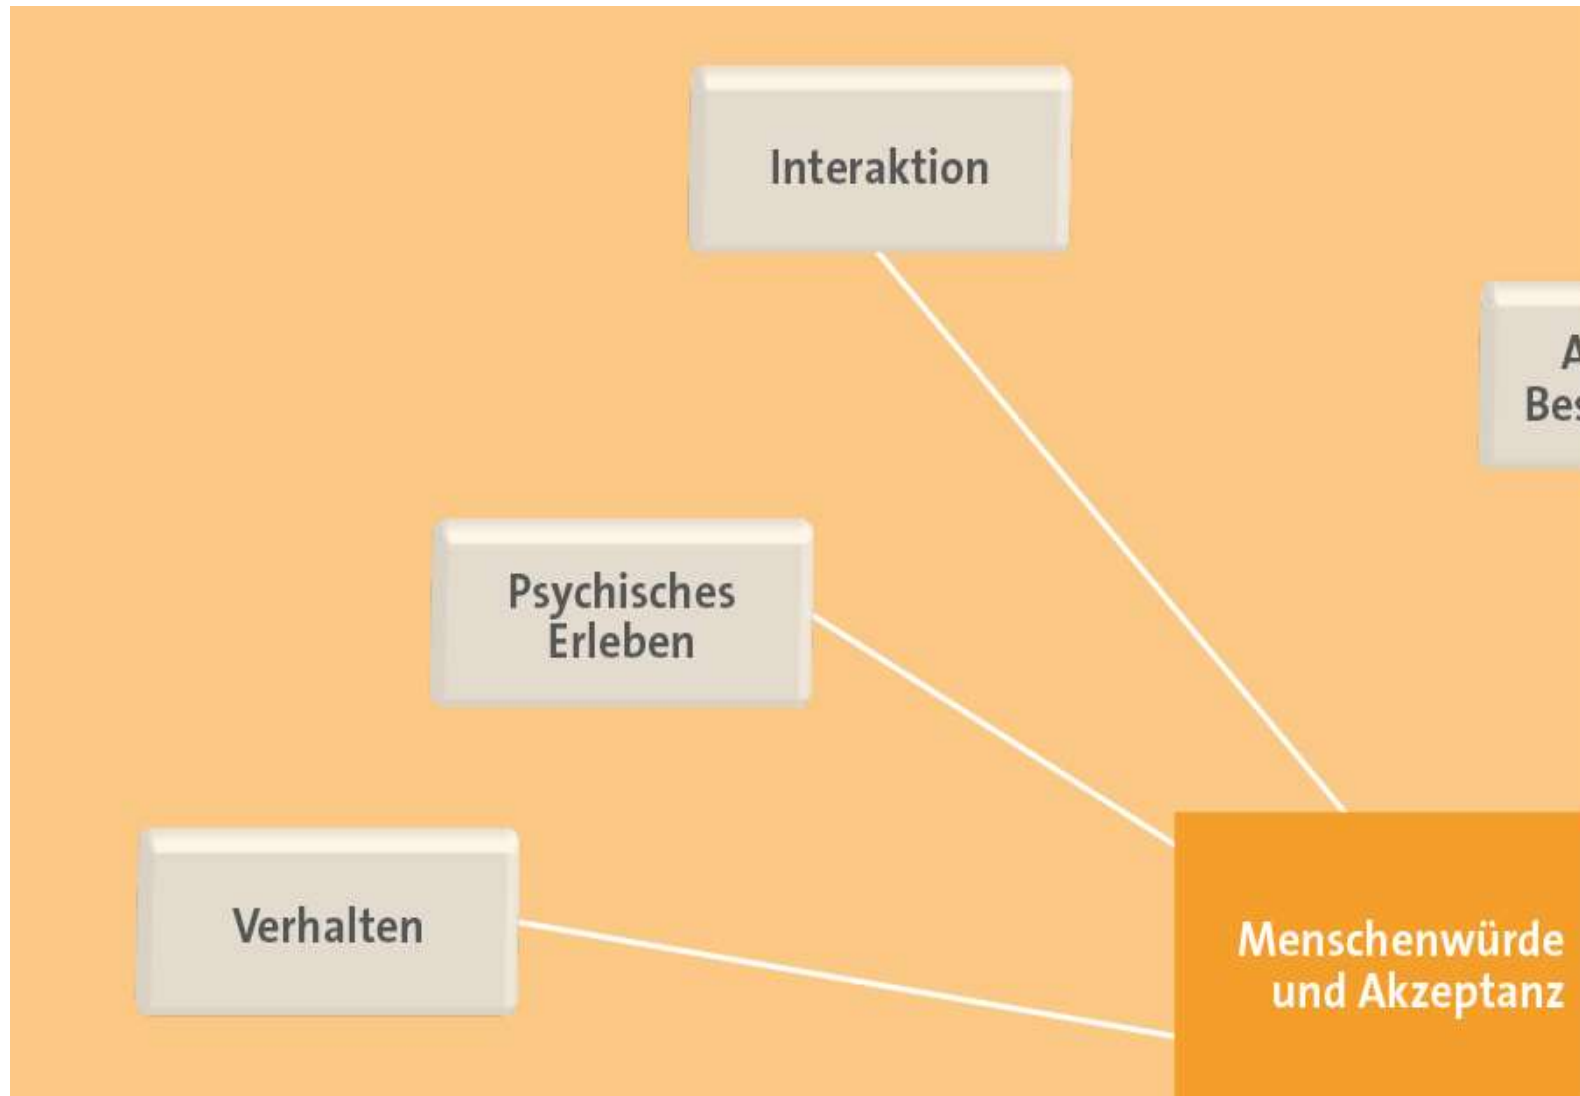 Interaktion
Psychisches
Erleben
Verhalten
Menschenwürde
und Akzeptanz